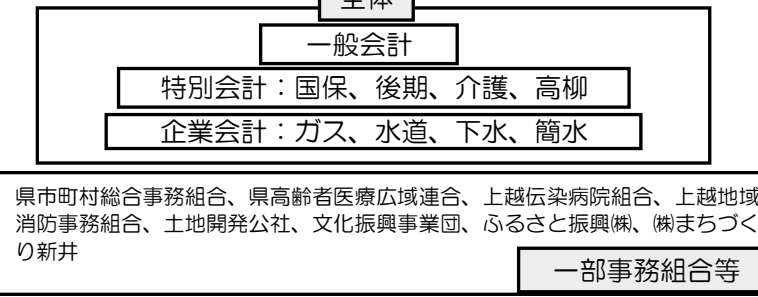 全体
一般会計
特別会計：国保、後期、介護、高柳
企業会計：ガス、水道、下水、簡水
県市町村総合事務組合、県高齢者医療広域連合、上越伝染病院組合、上越地域
消防事務組合、土地開発公社、文化振興事業団、ふるさと振興㈱、㈱まちづく
り新井
一部事務組合等